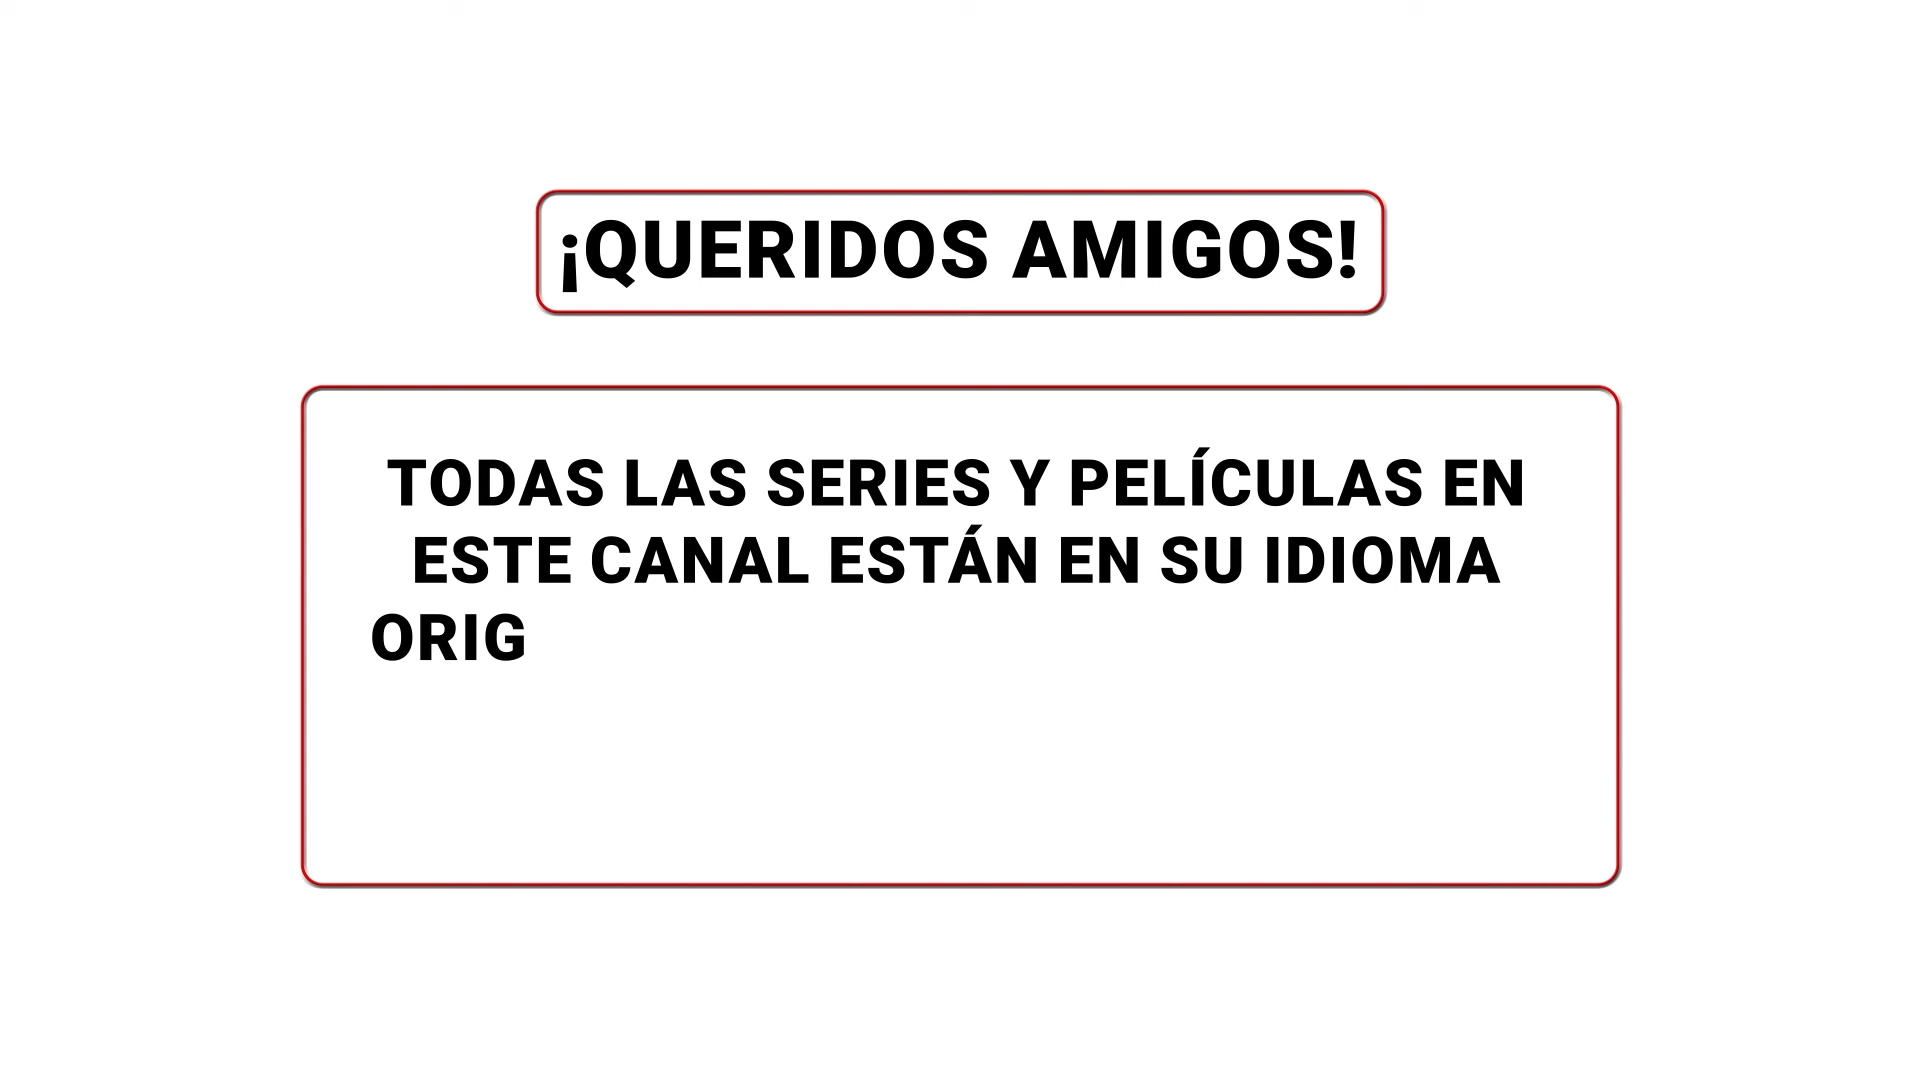 ¡QUERIDOS AMIGOS!
TODAS LAS SERIES Y PELÍCULAS EN
ESTE CANAL ESTÁN EN SU IDIOMA
ORIG